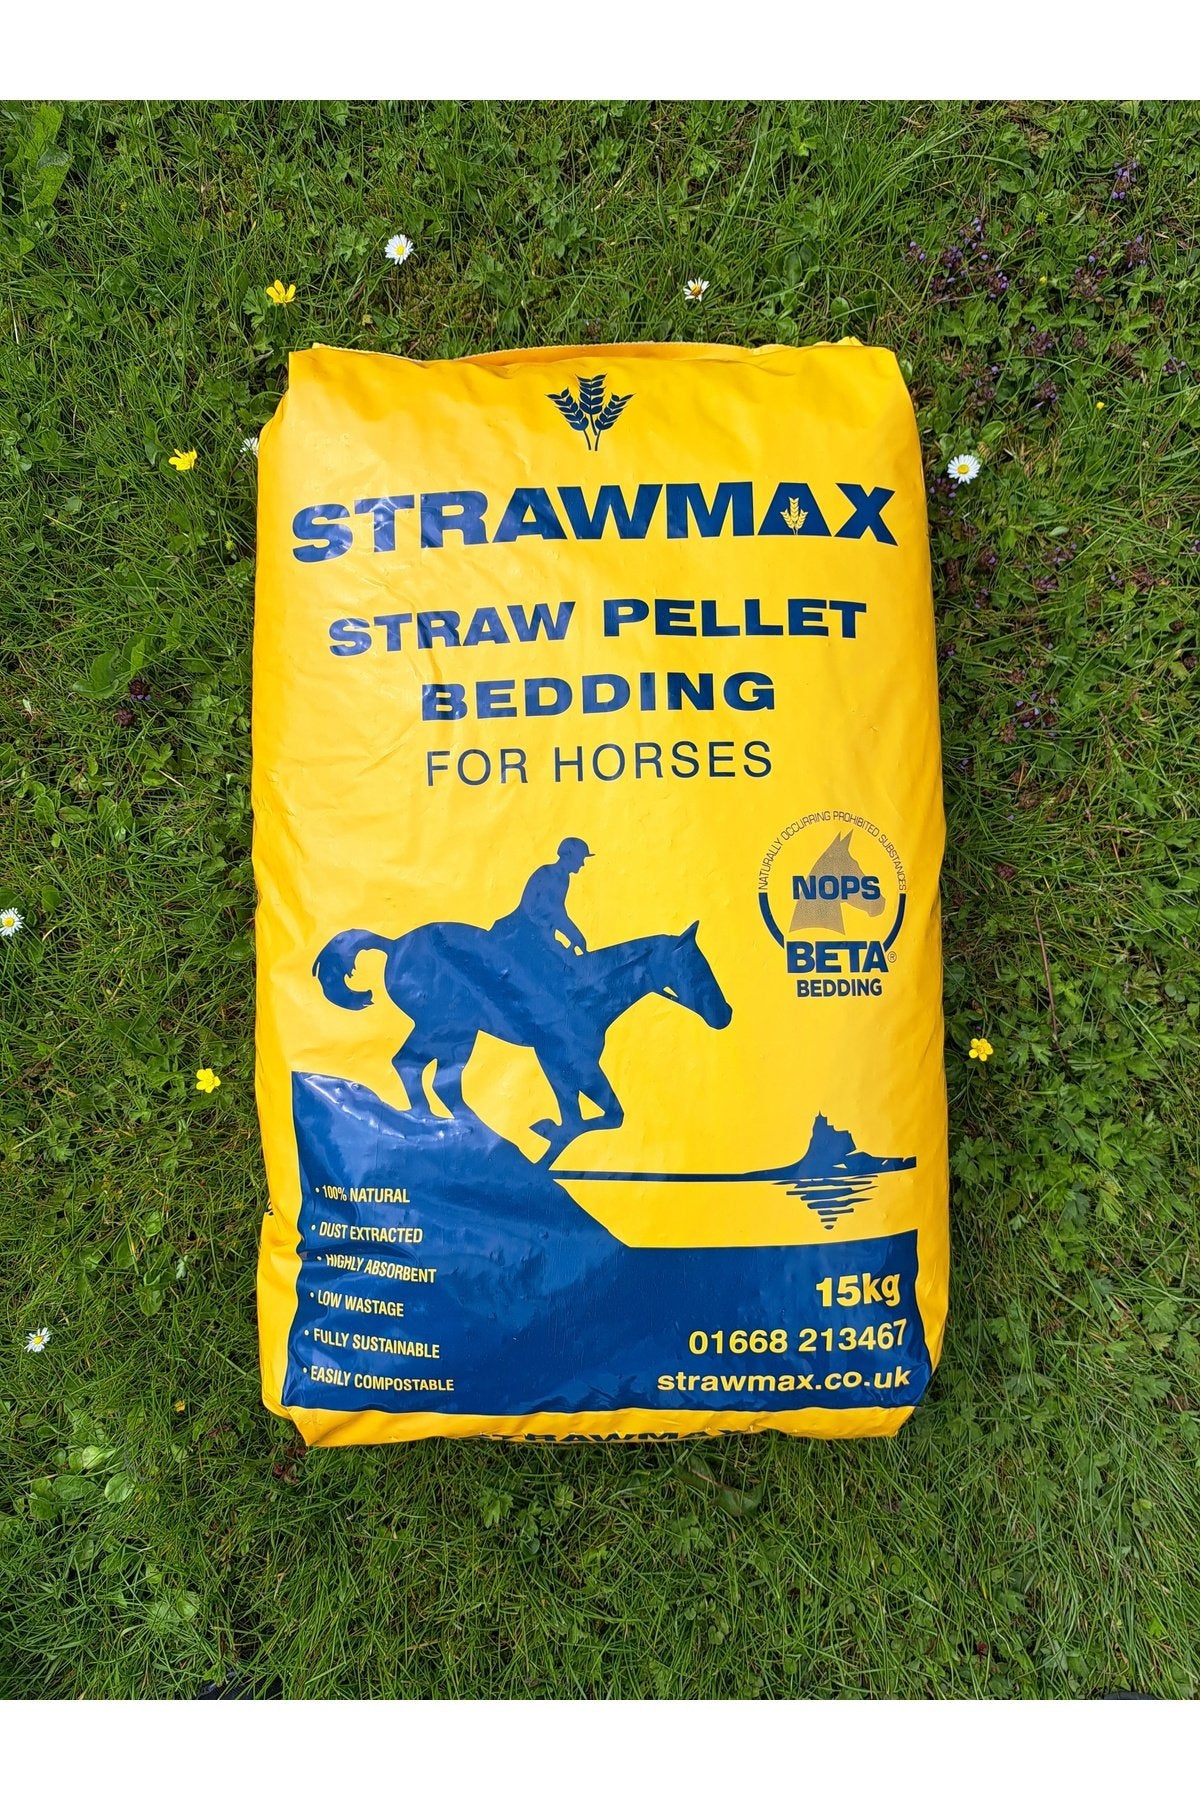 STRAWMAX
STRAW PELLET
BEDDING
FOR HORSES
NATURALLY OCCURRING PROHIBITED SUBSTANCES
NOPS
BETA®
BEDDING
• 100% NATURAL
• DUST EXTRACTED
• HIGHLY ABSORBENT
• LOW WASTAGE
• FULLY SUSTAINABLE
• EASILY COMPOSTABLE
15kg
01668 213467
strawmax.co.uk
STRAWMAX